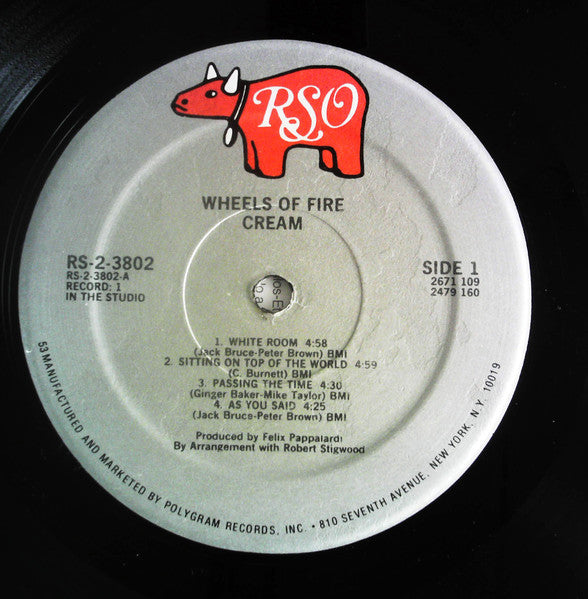 RSO
WHEELS OF FIRE
CREAM
RS-2-3802
RS-2-3802-A
RECORD: 1
IN THE STUDIO
SIDE 1
2671 109
2479 160
1. WHITE ROOM 4:58
(Jack Bruce-Peter Brown) BMI
2. SITTING ON TOP OF THE WORLD 4:59
(C. Burnett) BMI
3. PASSING THE TIME 4:30
(Ginger Baker-Mike Taylor) BMI
4. AS YOU SAID 4:25
(Jack Bruce-Peter Brown) BMI
Produced by Felix Pappalardi
By Arrangement with Robert Stigwood
53 MANUFACTURED AND MARKETED BY POLYGRAM RECORDS, INC. • 810 SEVENTH AVENUE, NEW YORK, N.Y. 10019